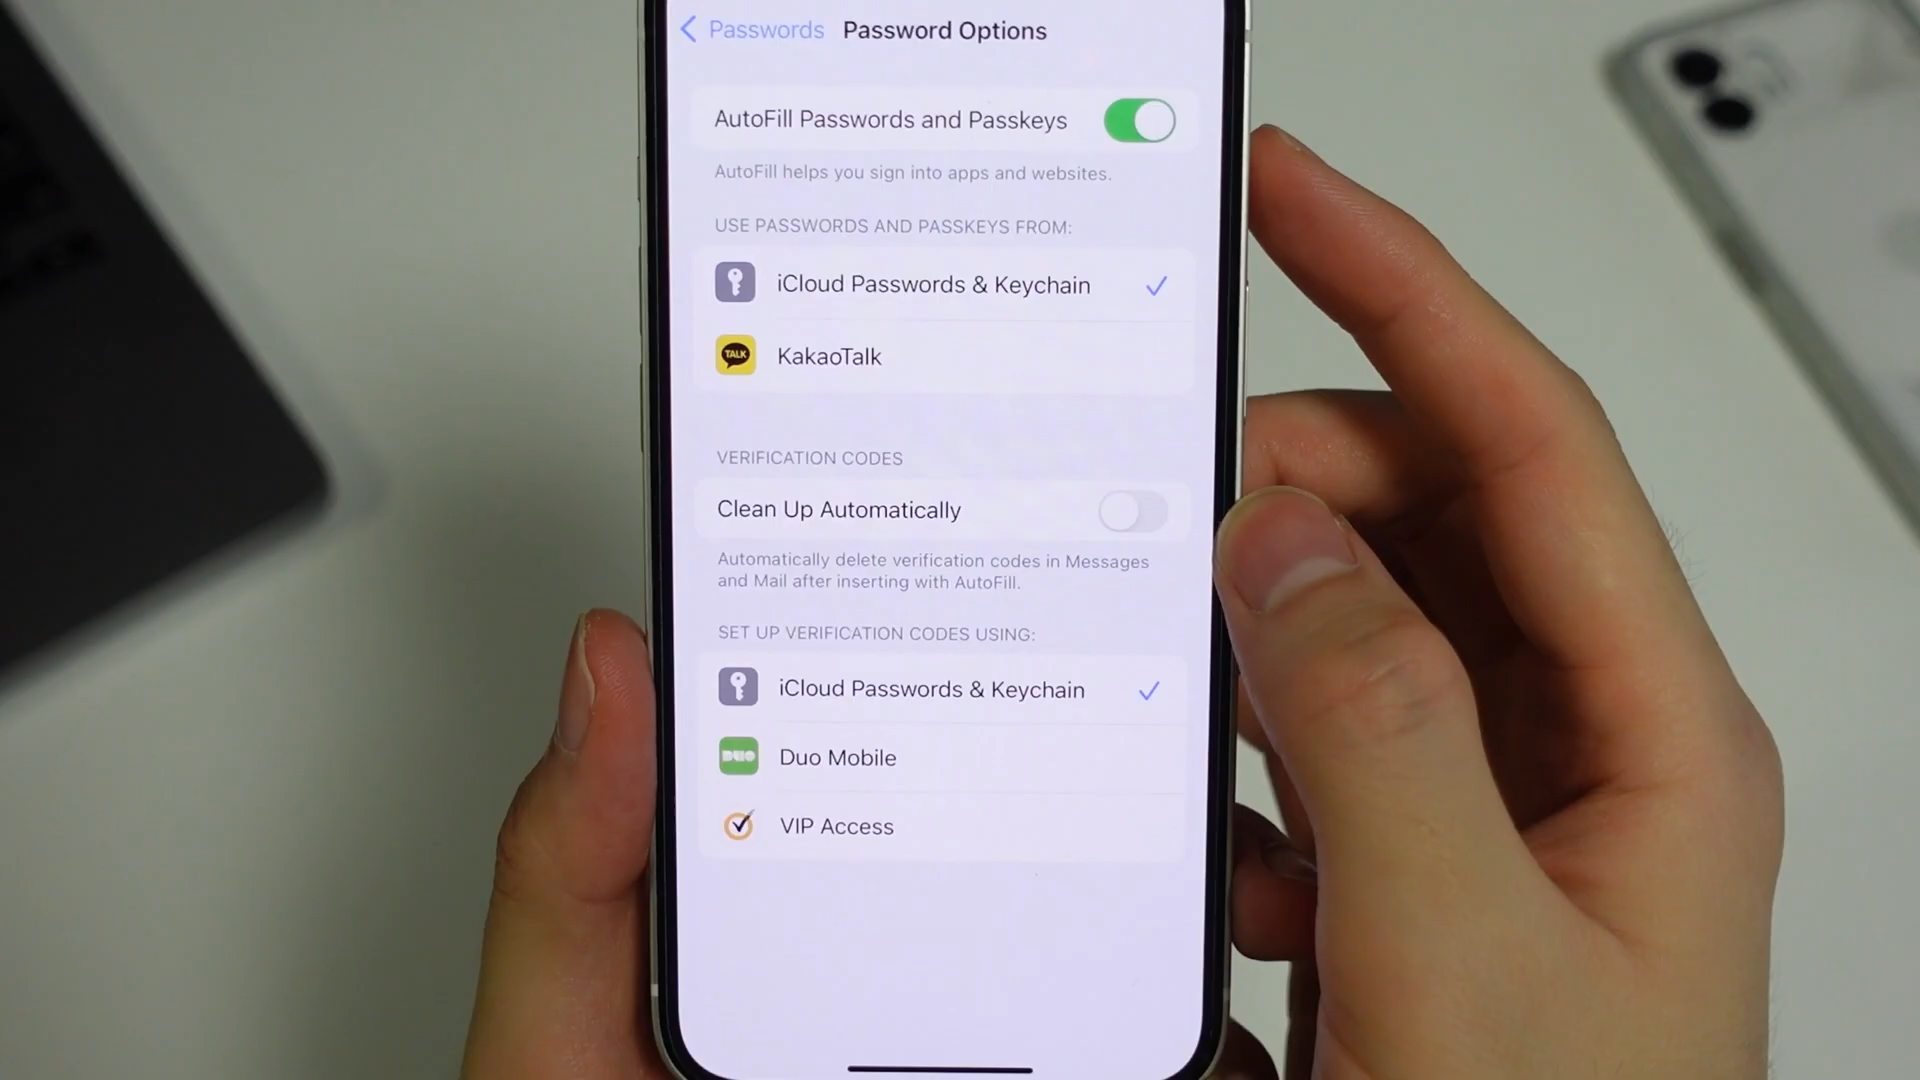 Passwords Password Options
AutoFill Passwords and Passkeys
AutoFill helps you sign into apps and websites.
USE PASSWORDS AND PASSKEYS FROM:
iCloud Passwords & Keychain
TALK
KakaoTalk
VERIFICATION CODES
Clean Up Automatically
Automatically delete verification codes in Messages
and Mail after inserting with AutoFill.
SET UP VERIFICATION CODES USING:
iCloud Passwords & Keychain
DUO
Duo Mobile
VIP Access